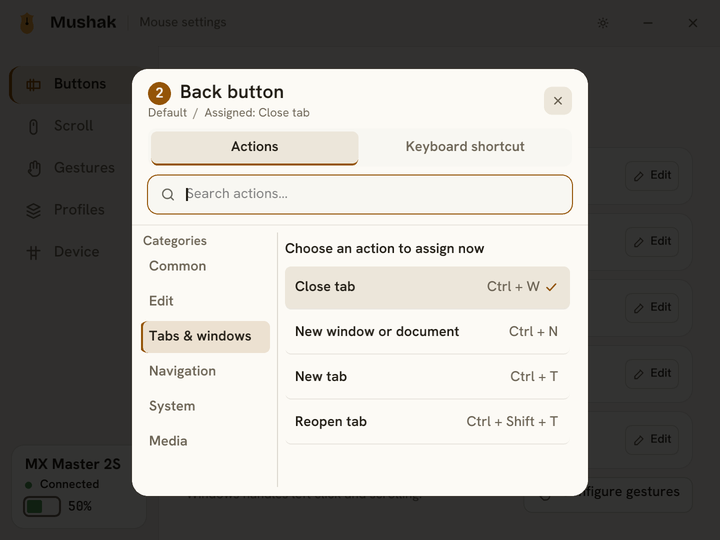 Mushak
Mouse settings
Buttons
Scroll
Gestures
Profiles
Device
MX Master 2S
Connected
50%
2 Back button
Default / Assigned: Close tab
Actions
Keyboard shortcut
Search actions...
Categories
Common
Edit
Tabs & windows
Navigation
System
Media
Choose an action to assign now
Close tab Ctrl + W
New window or document Ctrl + N
New tab Ctrl + T
Reopen tab Ctrl + Shift + T
Edit
Edit
Edit
Edit
Edit
gestures